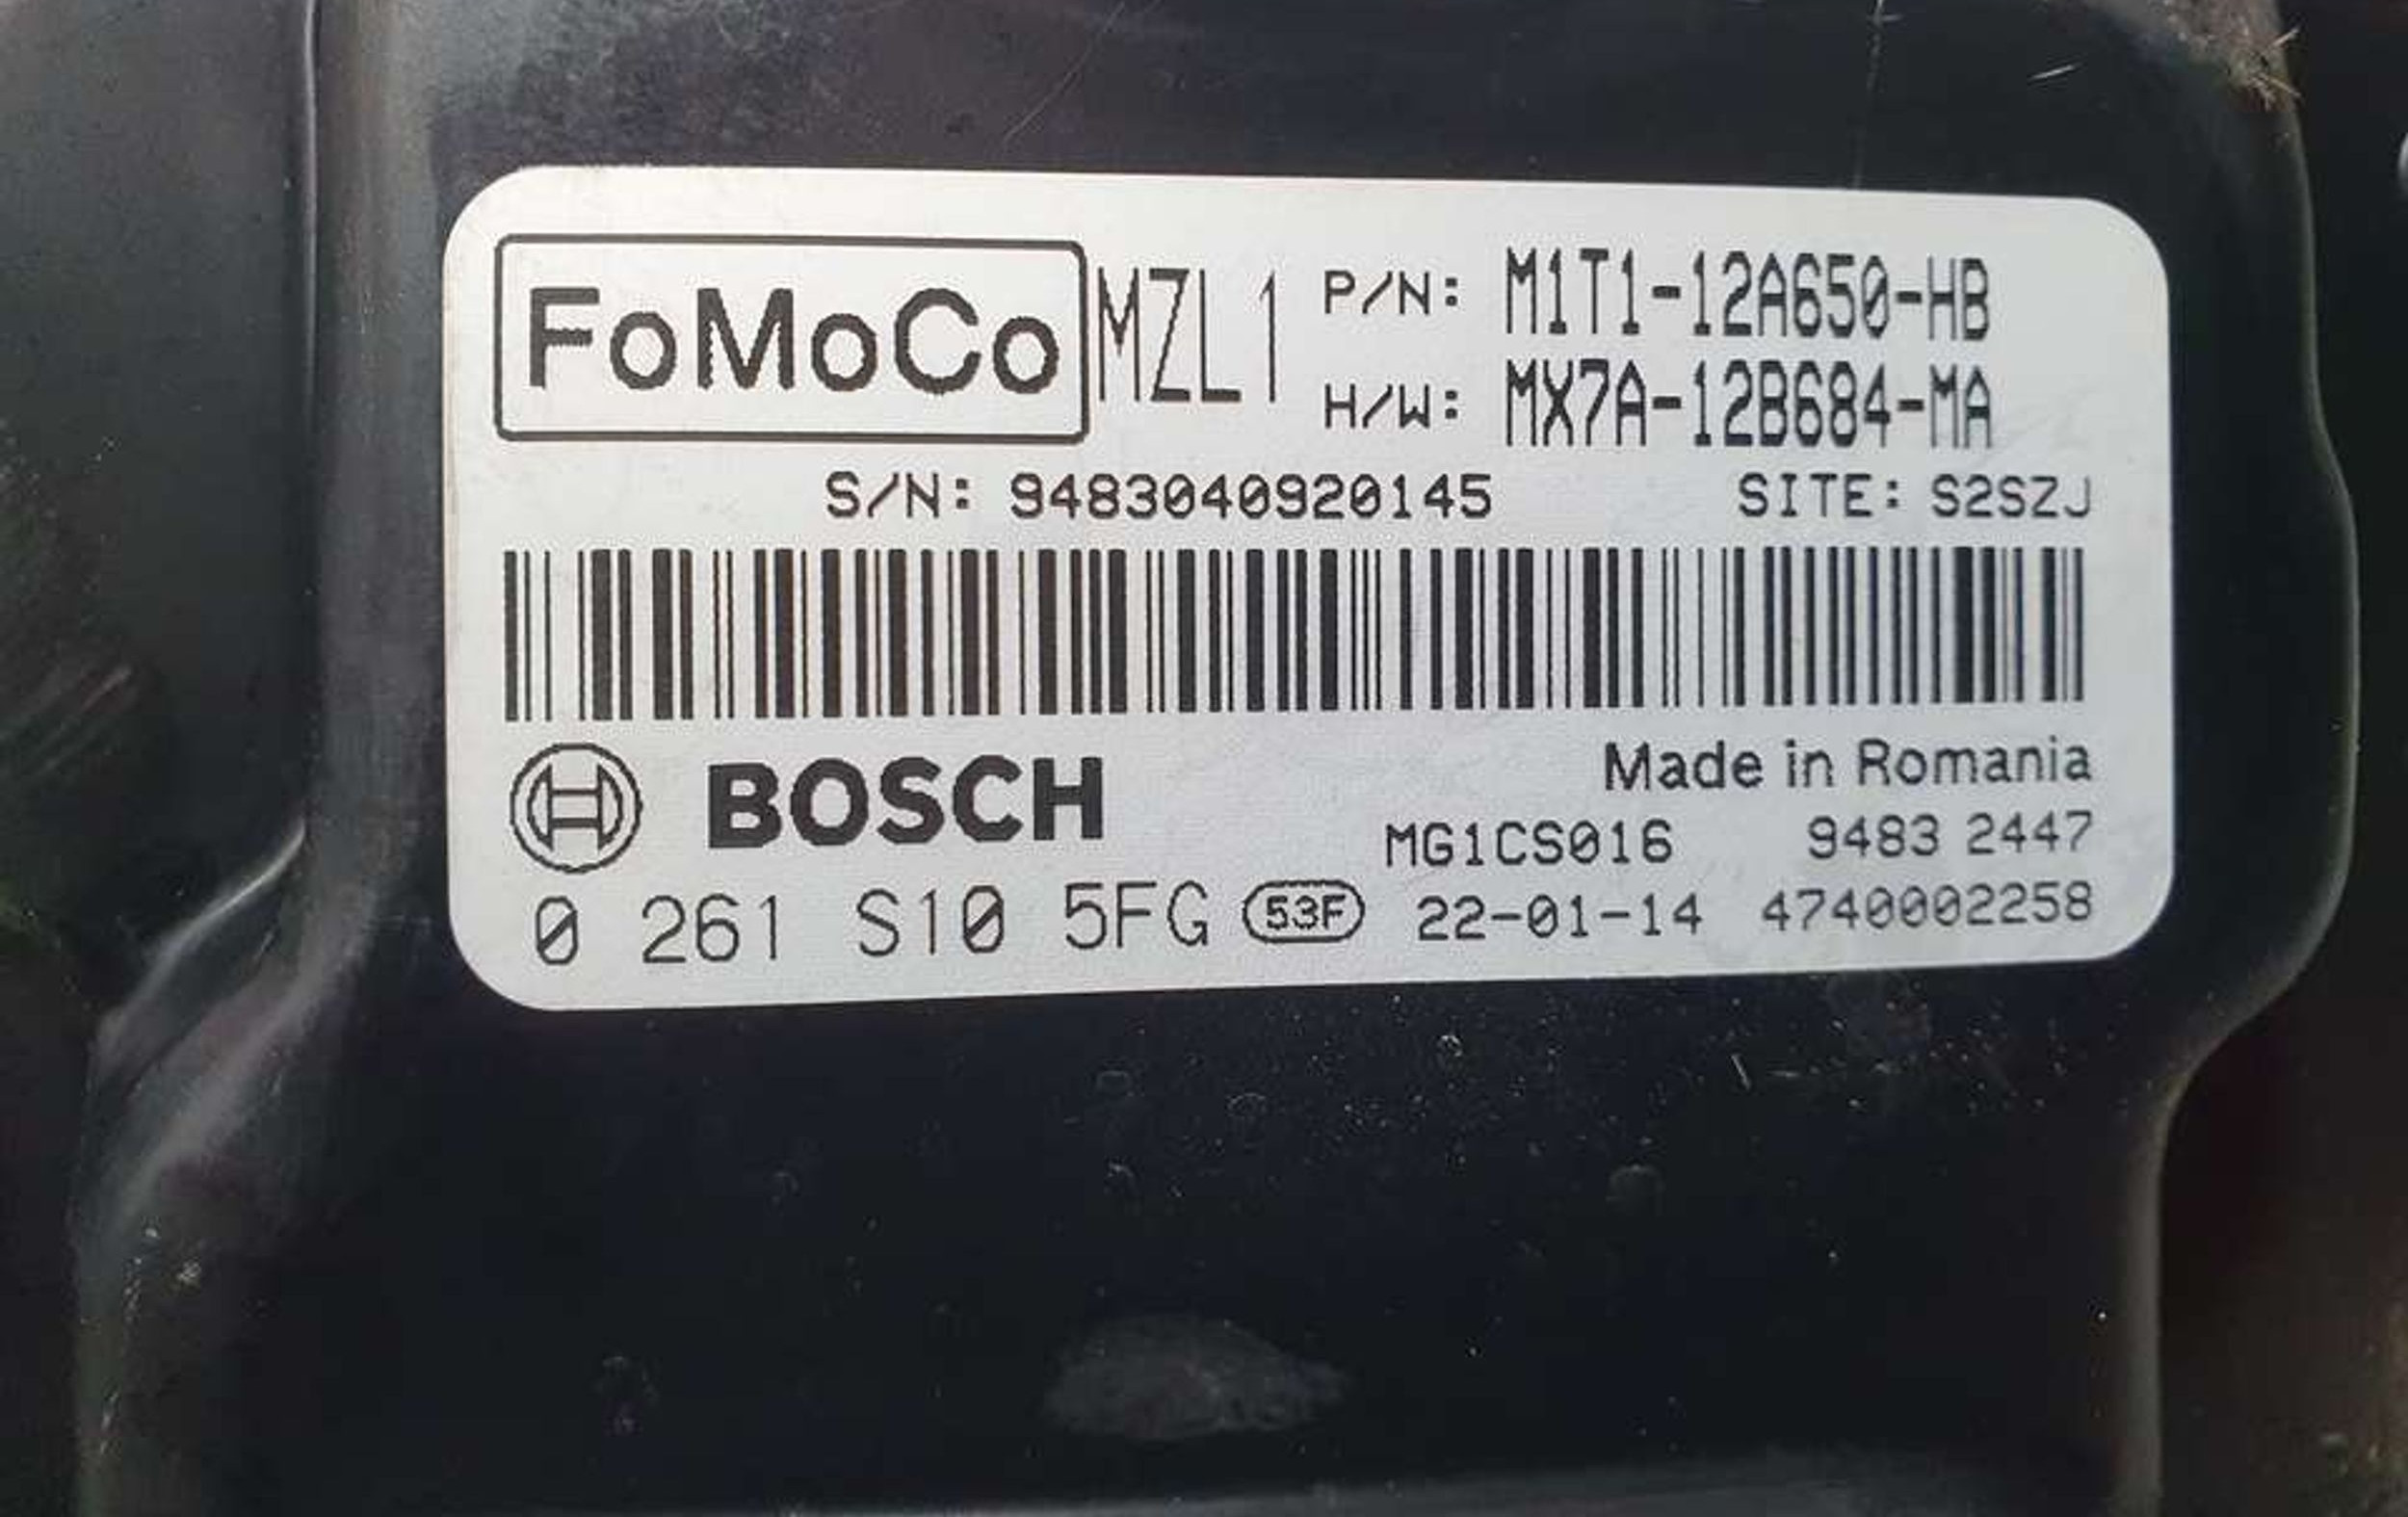 FoMoCo MZL1 P/N: M1T1-12A650-HB
H/W: MX7A-12B684-MA
S/N: 9483040920145 SITE: S2SZJ
BOSCH Made in Romania
MG1CS016 9483 2447
0 261 S10 5FG 53F 22-01-14 4740002258